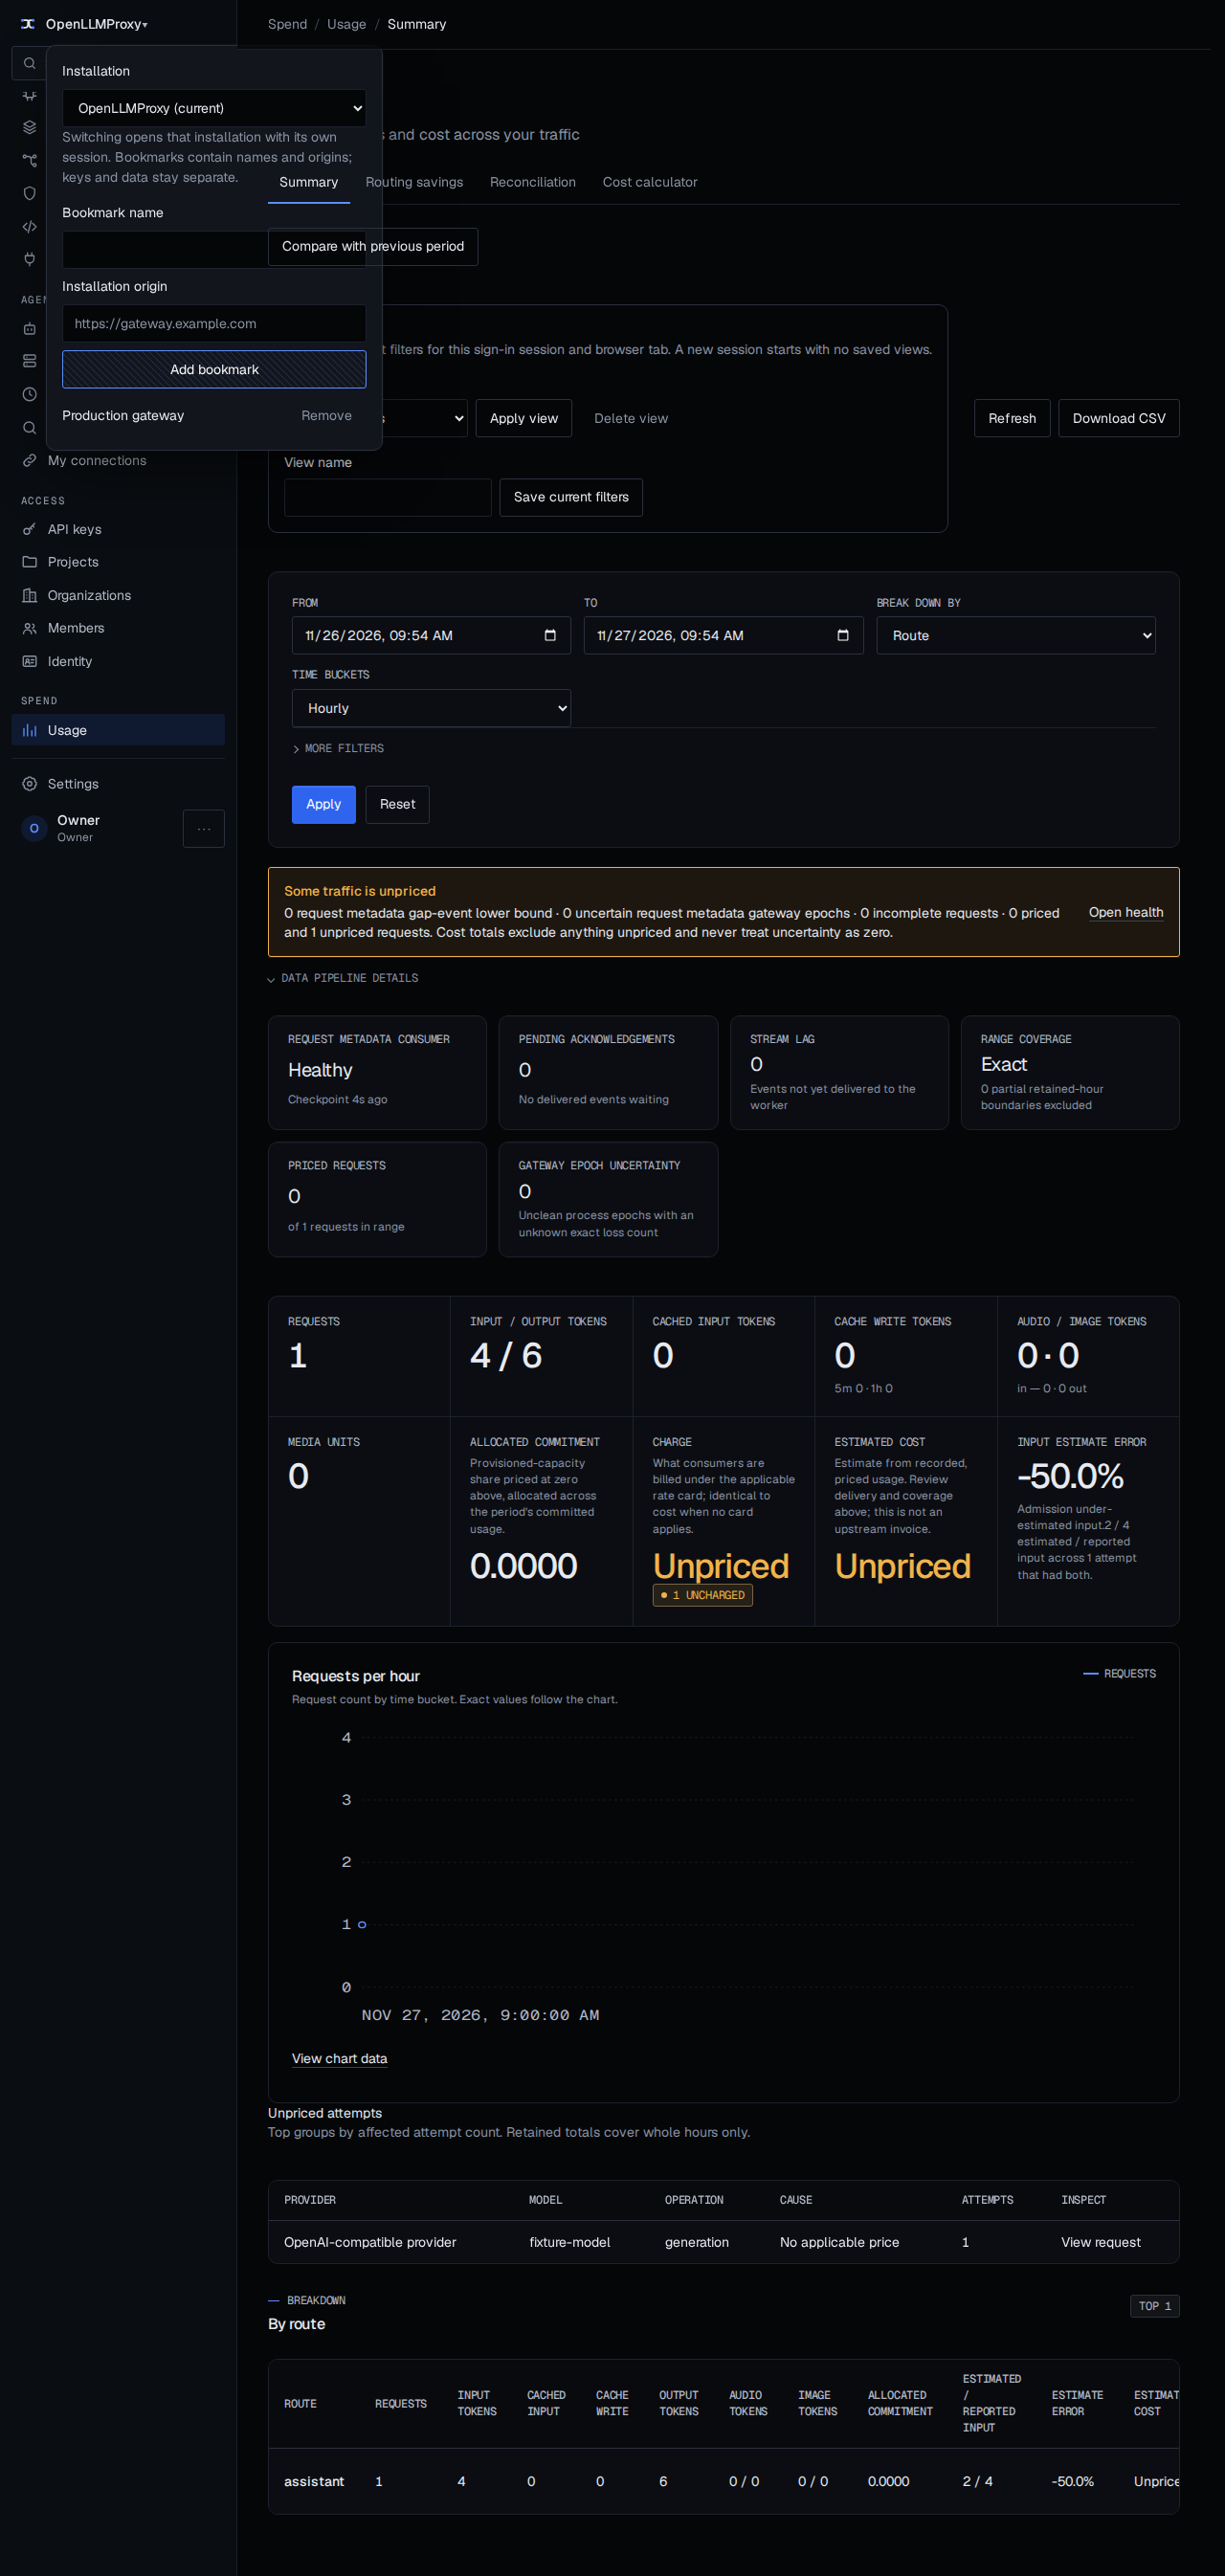 OpenLLMProxy▾
Spend / Usage / Summary
Installation
OpenLLMProxy (current)
Switching opens that installation with its own
session. Bookmarks contain names and origins;
keys and data stay separate.
Bookmark name
Installation origin
https://gateway.example.com
Add bookmark
Production gateway Remove
and cost across your traffic
Summary Routing savings Reconciliation Cost calculator
Compare with previous period
filters for this sign-in session and browser tab. A new session starts with no saved views.
Apply view Delete view
Refresh Download CSV
View name
Save current filters
My connections
ACCESS
API keys
Projects
Organizations
Members
Identity
SPEND
Usage
Settings
O
Owner
Owner
...
FROM
11/26/2026, 09:54 AM
TO
11/27/2026, 09:54 AM
BREAK DOWN BY
Route
TIME BUCKETS
Hourly
MORE FILTERS
Apply Reset
Some traffic is unpriced
0 request metadata gap-event lower bound · 0 uncertain request metadata gateway epochs · 0 incomplete requests · 0 priced
and 1 unpriced requests. Cost totals exclude anything unpriced and never treat uncertainty as zero.
Open health
DATA PIPELINE DETAILS
REQUEST METADATA CONSUMER
Healthy
Checkpoint 4s ago
PENDING ACKNOWLEDGEMENTS
0
No delivered events waiting
STREAM LAG
0
Events not yet delivered to the
worker
RANGE COVERAGE
Exact
0 partial retained-hour
boundaries excluded
PRICED REQUESTS
0
of 1 requests in range
GATEWAY EPOCH UNCERTAINTY
0
Unclean process epochs with an
unknown exact loss count
REQUESTS
1
INPUT / OUTPUT TOKENS
4 / 6
CACHED INPUT TOKENS
0
CACHE WRITE TOKENS
0
5m 0 · 1h 0
AUDIO / IMAGE TOKENS
0 · 0
in — 0 · 0 out
MEDIA UNITS
0
ALLOCATED COMMITMENT
Provisioned-capacity
share priced at zero
above, allocated across
the period's committed
usage.
0.0000
CHARGE
What consumers are
billed under the applicable
rate card; identical to
cost when no card
applies.
Unpriced
1 UNCHARGED
ESTIMATED COST
Estimate from recorded,
priced usage. Review
delivery and coverage
above; this is not an
upstream invoice.
Unpriced
INPUT ESTIMATE ERROR
-50.0%
Admission under-
estimated input.2 / 4
estimated / reported
input across 1 attempt
that had both.
Requests per hour
REQUESTS
Request count by time bucket. Exact values follow the chart.
4
3
2
1
0
NOV 27, 2026, 9:00:00 AM
View chart data
Unpriced attempts
Top groups by affected attempt count. Retained totals cover whole hours only.
PROVIDER MODEL OPERATION CAUSE ATTEMPTS INSPECT
OpenAI-compatible provider fixture-model generation No applicable price 1 View request
BREAKDOWN
By route
TOP 1
ROUTE
REQUESTS
INPUT
TOKENS
CACHED
INPUT
CACHE
WRITE
OUTPUT
TOKENS
AUDIO
TOKENS
IMAGE
TOKENS
ALLOCATED
COMMITMENT
ESTIMATED
/
REPORTED
INPUT
ESTIMATE
ERROR
ESTIMAT
COST
assistant 1 4 0 0 6 0 / 0 0 / 0 0.0000 2 / 4 -50.0% Unprice